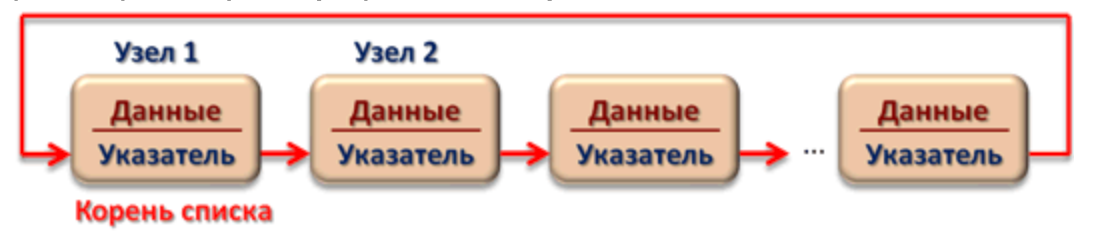 Узел 1
Узел 2
Данные
Указатель
Данные
Указатель
Данные
Указатель
...
Данные
Указатель
Корень списка